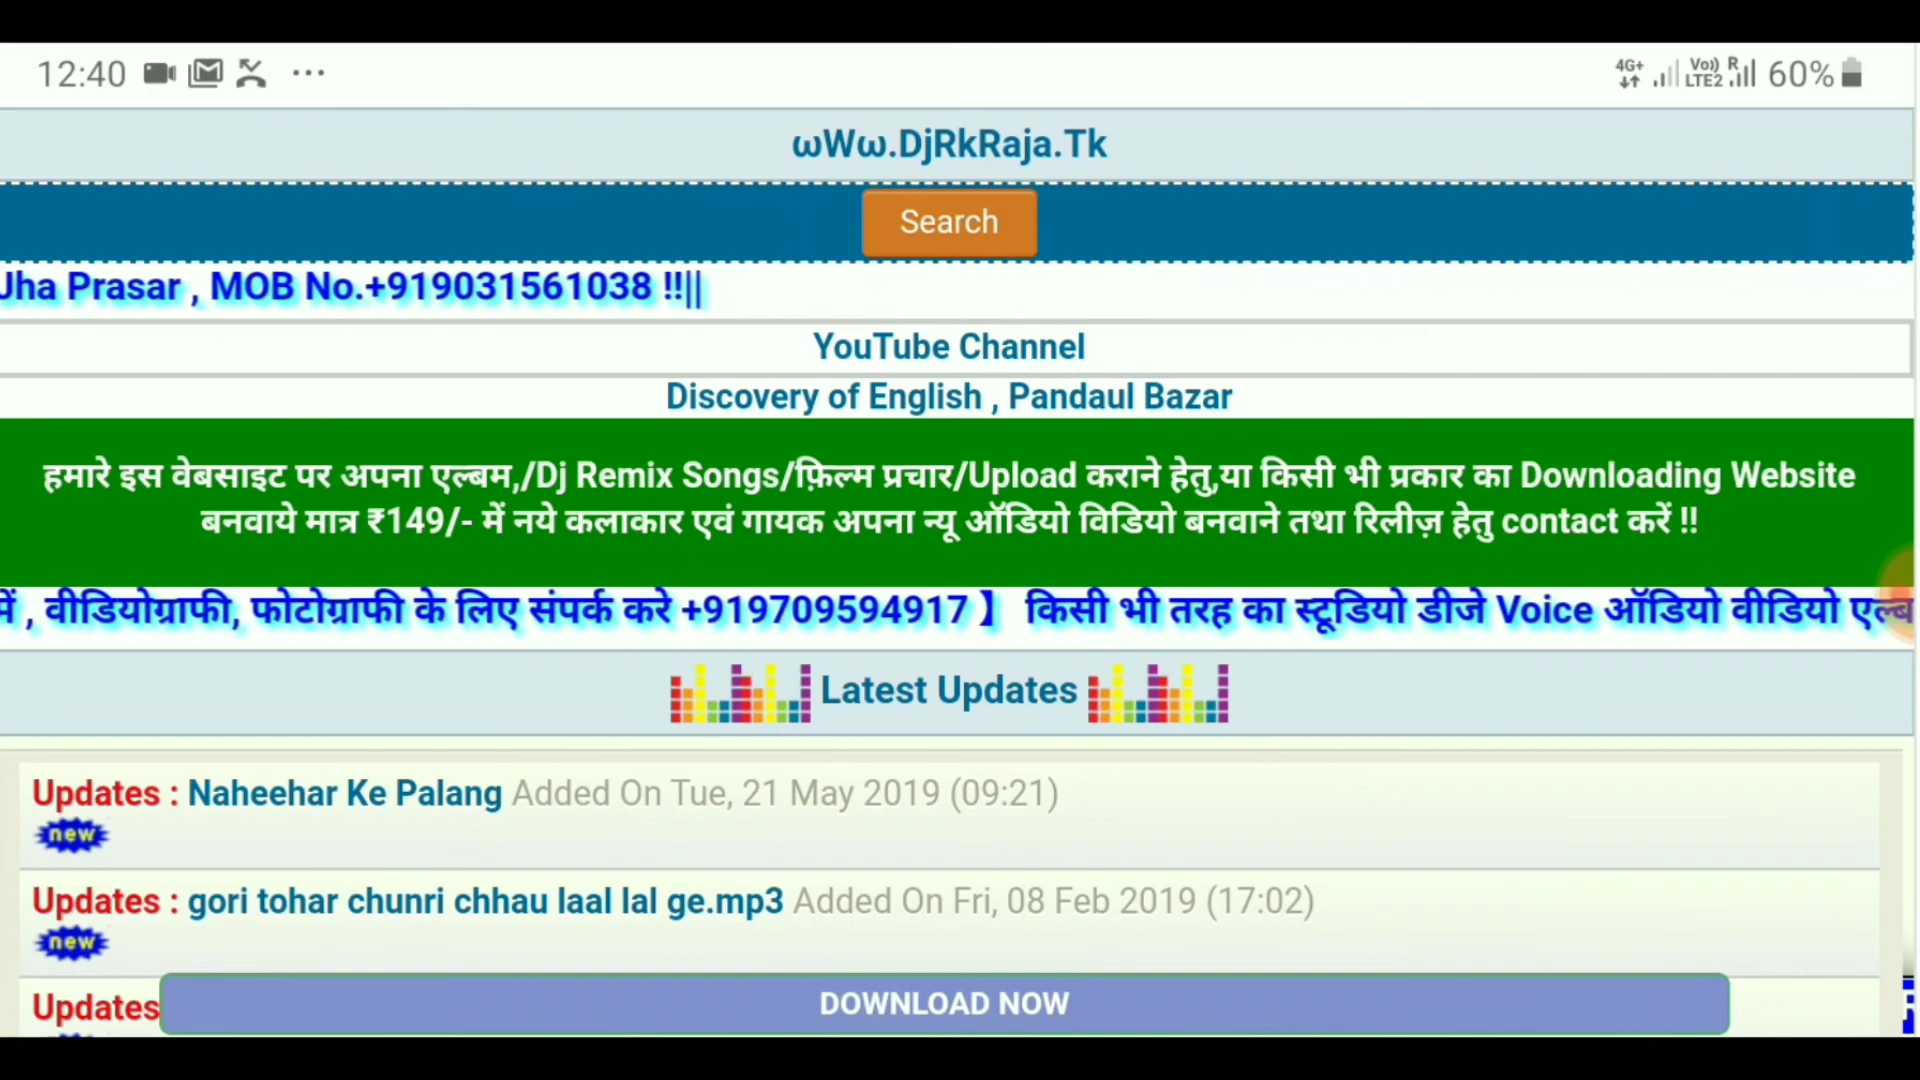 12:40 ... 4G+ Vo)) LTE2 R 60%
ωWω.DjRkRaja.Tk
Search
Jha Prasar , MOB No.+919031561038 !!||
YouTube Channel
Discovery of English , Pandaul Bazar
हमारे इस वेबसाइट पर अपना एल्बम,/Dj Remix Songs/फ़िल्म प्रचार/Upload कराने हेतु,या किसी भी प्रकार का Downloading Website
बनवाये मात्र ₹149/- में नये कलाकार एवं गायक अपना न्यू ऑडियो विडियो बनवाने तथा रिलीज़ हेतु contact करें !!
में , वीडियोग्राफी, फोटोग्राफी के लिए संपर्क करे +919709594917 】 किसी भी तरह का स्टूडियो डीजे Voice ऑडियो वीडियो
Latest Updates
Updates : Naheehar Ke Palang Added On Tue, 21 May 2019 (09:21)
new
Updates : gori tohar chunri chhau laal lal ge.mp3 Added On Fri, 08 Feb 2019 (17:02)
new
Updates
DOWNLOAD NOW